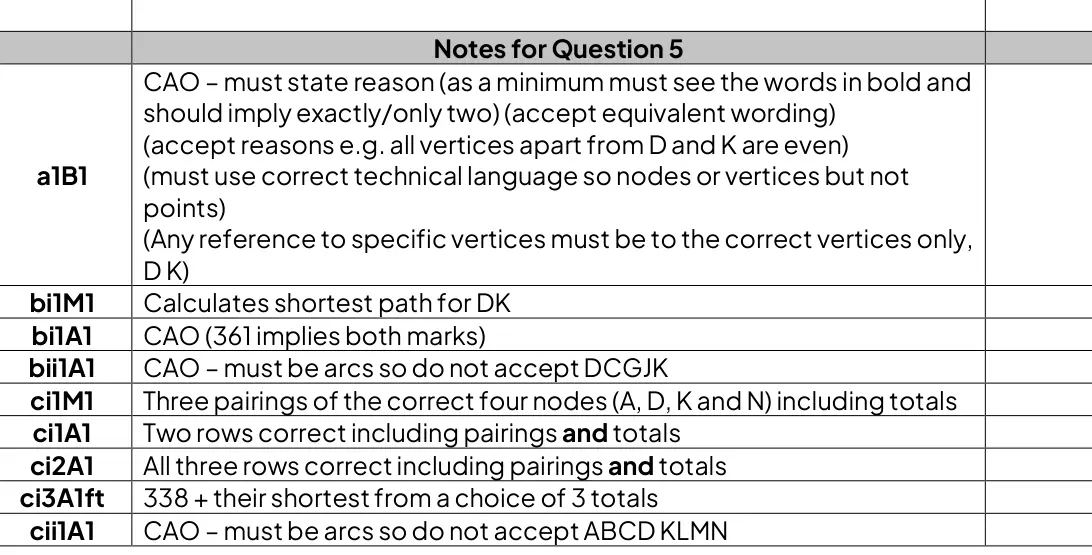 Notes for Question 5
a1B1
CAO – must state reason (as a minimum must see the words in bold and
should imply exactly/only two) (accept equivalent wording)
(accept reasons e.g. all vertices apart from D and K are even)
(must use correct technical language so nodes or vertices but not
points)
(Any reference to specific vertices must be to the correct vertices only,
D K)
bi1M1 Calculates shortest path for DK
bi1A1 CAO (361 implies both marks)
bii1A1 CAO – must be arcs so do not accept DCGJK
ci1M1 Three pairings of the correct four nodes (A, D, K and N) including totals
ci1A1 Two rows correct including pairings and totals
ci2A1 All three rows correct including pairings and totals
ci3A1ft 338 + their shortest from a choice of 3 totals
cii1A1 CAO – must be arcs so do not accept ABCD KLMN